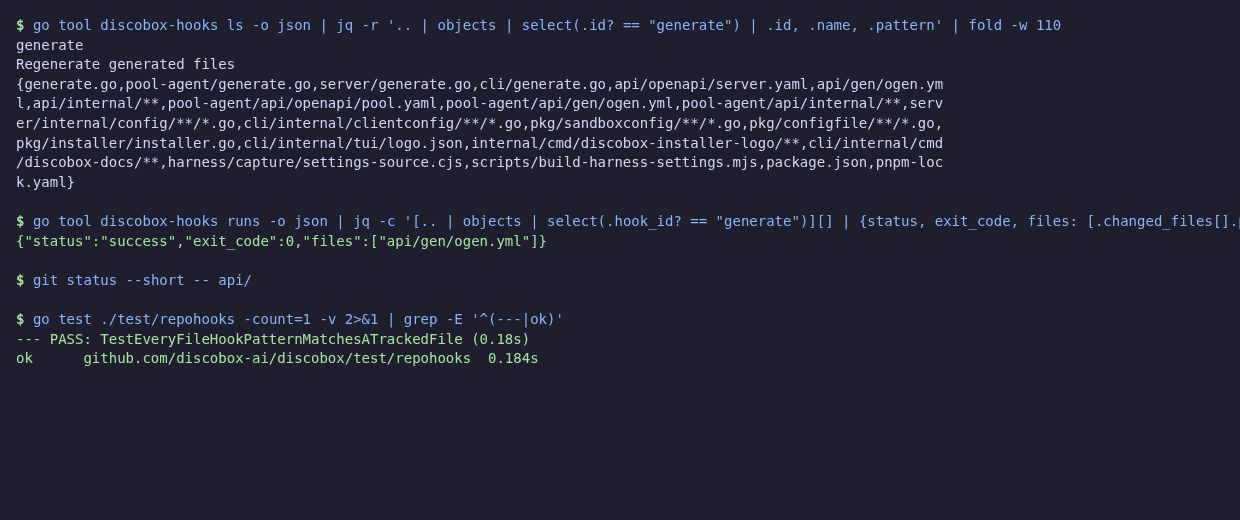 $ go tool discobox-hooks ls -o json | jq -r '.. | objects | select(.id? == "generate") | .id, .name, .pattern' | fold -w 110
generate
Regenerate generated files
{generate.go,pool-agent/generate.go,server/generate.go,cli/generate.go,api/openapi/server.yaml,api/gen/ogen.ym
l,api/internal/**,pool-agent/api/openapi/pool.yaml,pool-agent/api/gen/ogen.yml,pool-agent/api/internal/**,serv
er/internal/config/**/*.go,cli/internal/clientconfig/**/*.go,pkg/sandboxconfig/**/*.go,pkg/configfile/**/*.go,
pkg/installer/installer.go,cli/internal/tui/logo.json,internal/cmd/discobox-installer-logo/**,cli/internal/cmd
/discobox-docs/**,harness/capture/settings-source.cjs,scripts/build-harness-settings.mjs,package.json,pnpm-loc
k.yaml}
$ go tool discobox-hooks runs -o json | jq -c '[.. | objects | select(.hook_id? == "generate")][] | {status, exit_code, files: [.changed_files[].
{"status":"success","exit_code":0,"files":["api/gen/ogen.yml"]}
$ git status --short -- api/
$ go test ./test/repohooks -count=1 -v 2>&1 | grep -E '^(---|ok)'
--- PASS: TestEveryFileHookPatternMatchesATrackedFile (0.18s)
ok github.com/discobox-ai/discobox/test/repohooks 0.184s